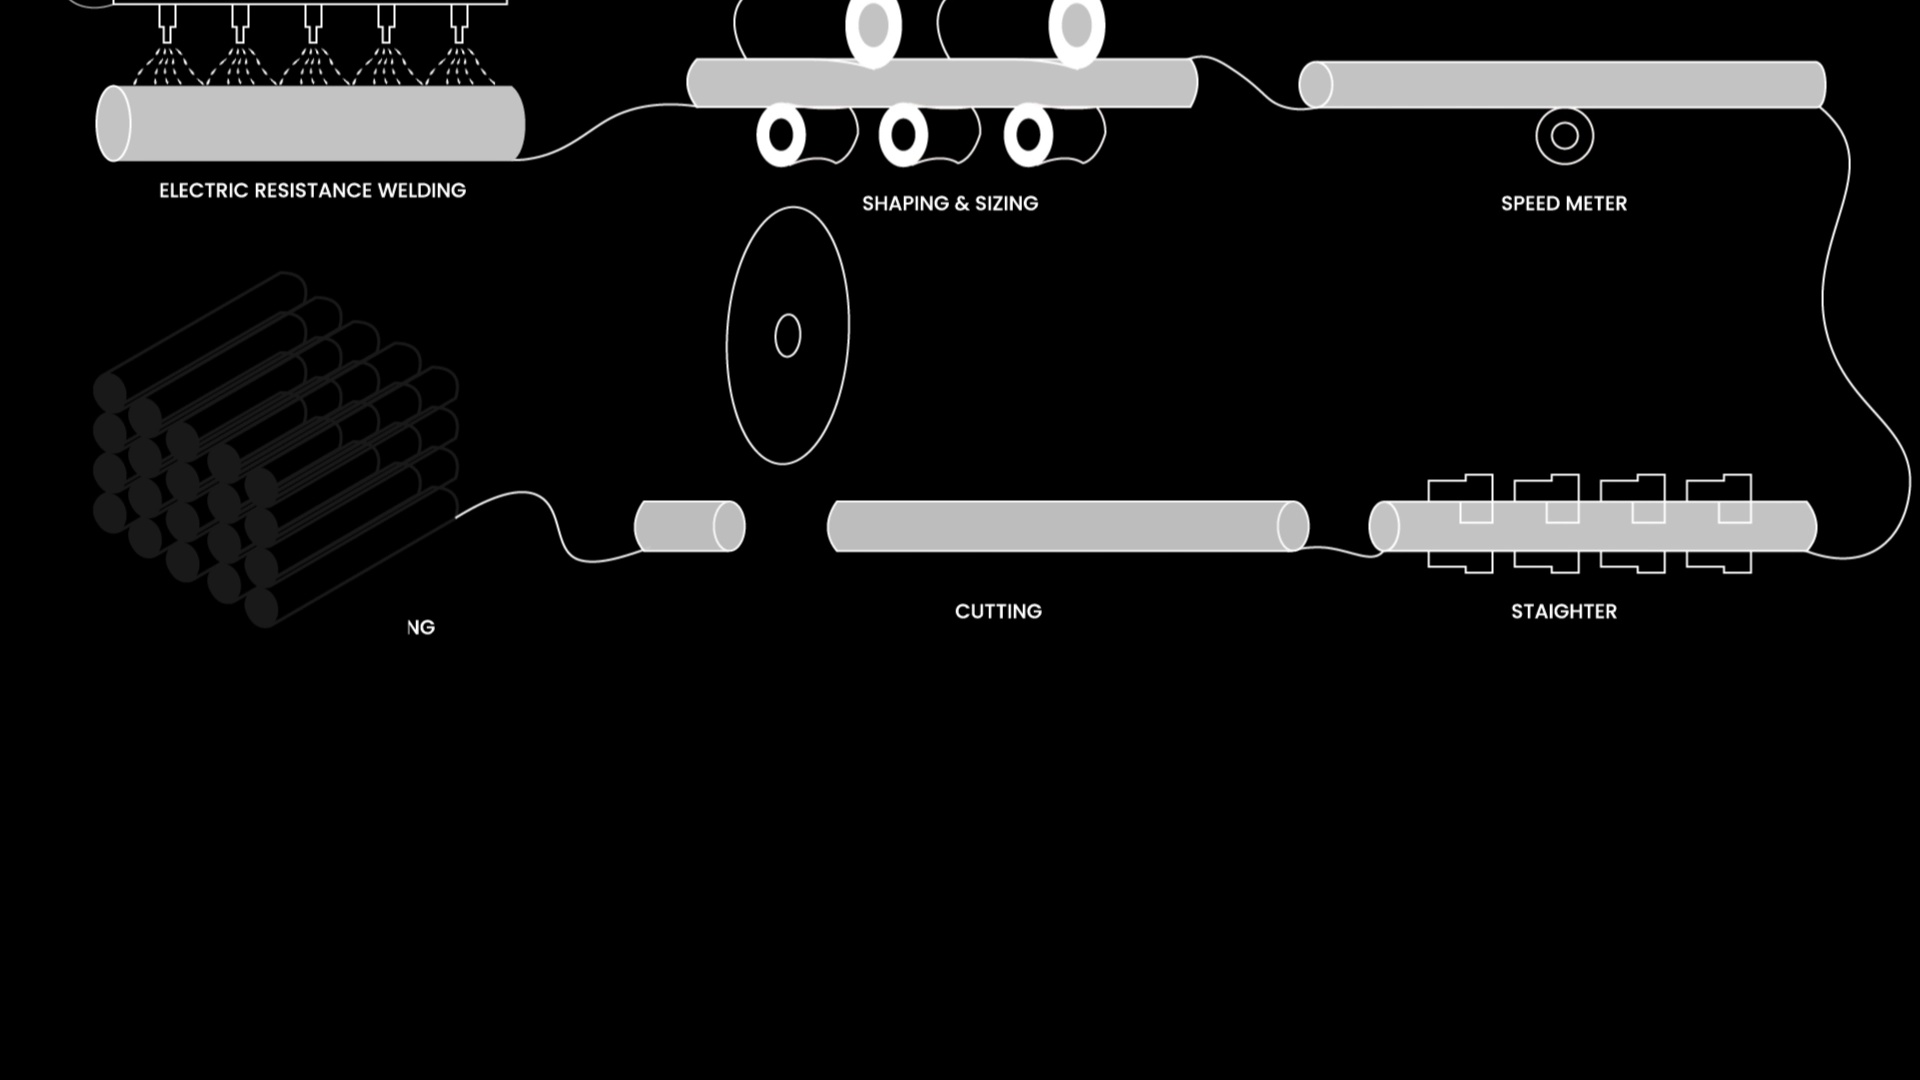 ELECTRIC RESISTANCE WELDING
SHAPING & SIZING
SPEED METER
CUTTING
STAIGHTER
NG